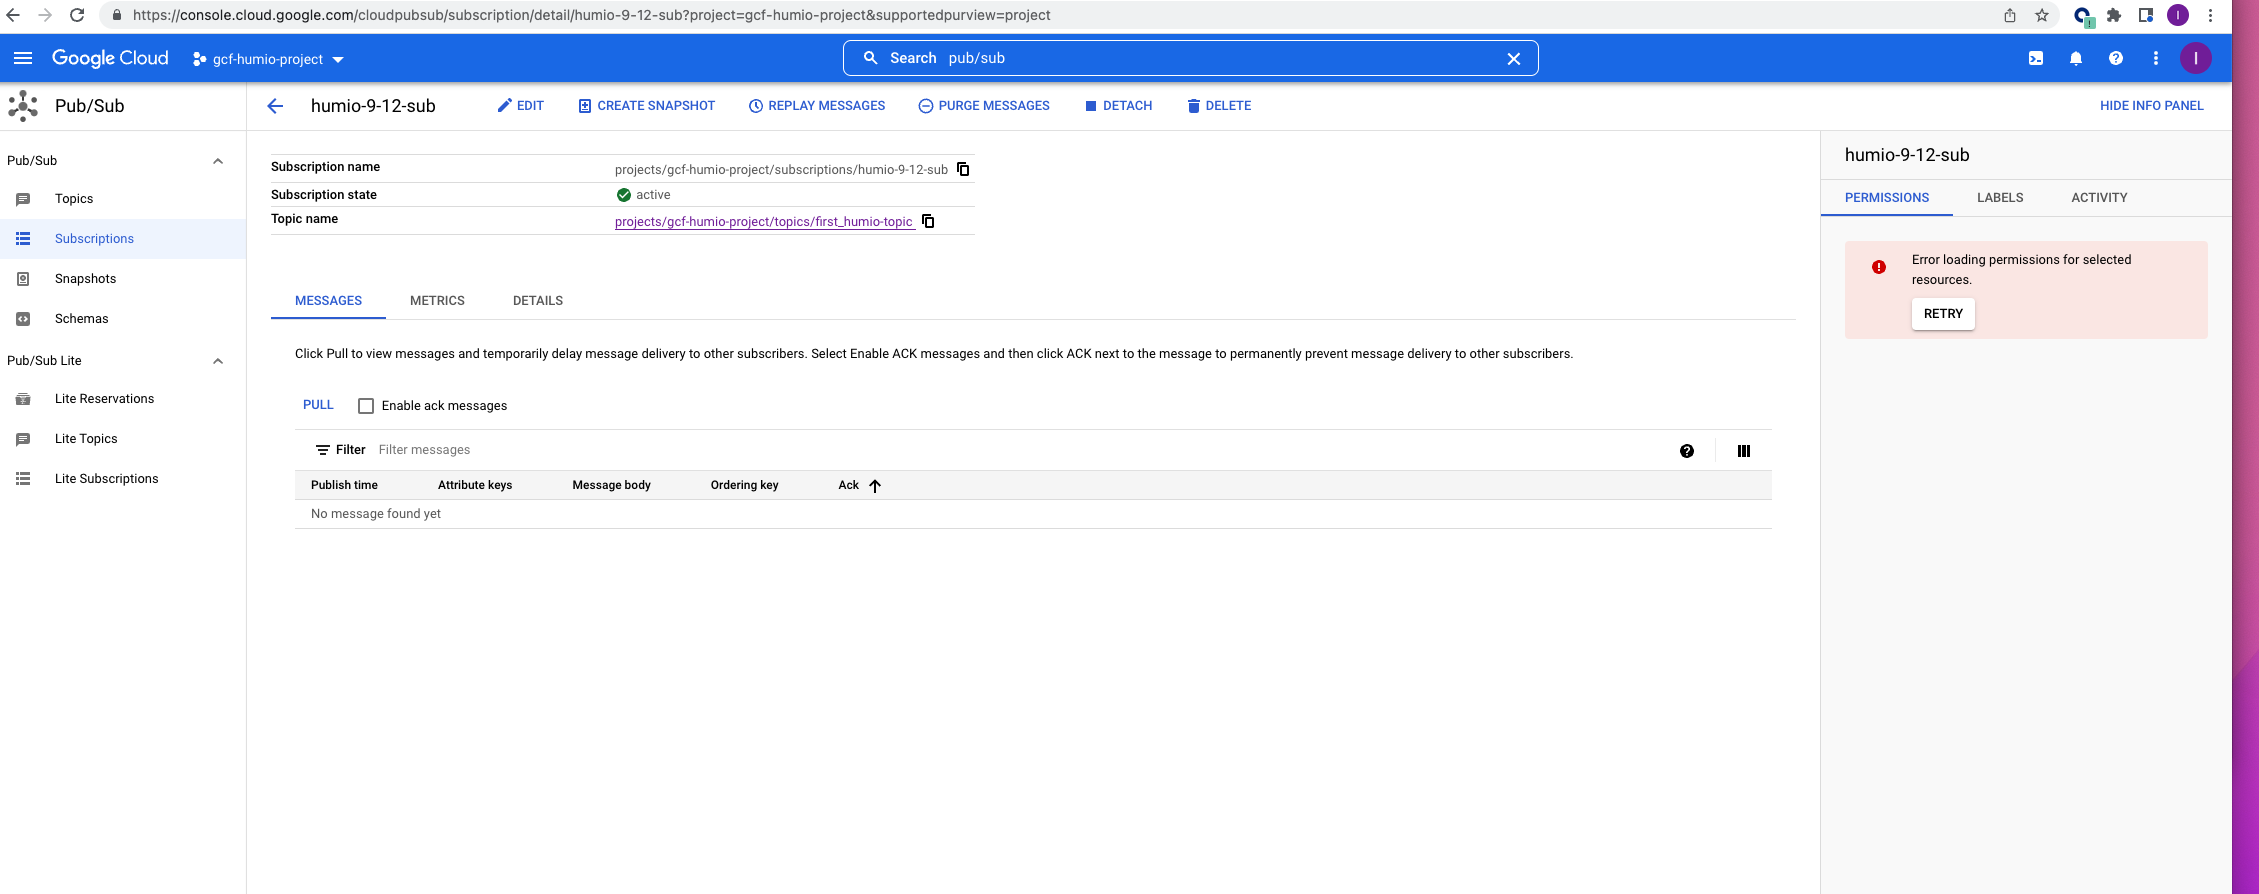 https://console.cloud.google.com/cloudpubsub/subscription/detail/humio-9-12-sub?project=gcf-humio-project&supportedpurview=project
Google Cloud
gcf-humio-project
Search pub/sub
I
Pub/Sub
humio-9-12-sub
EDIT
CREATE SNAPSHOT
REPLAY MESSAGES
PURGE MESSAGES
DETACH
DELETE
HIDE INFO PANEL
Pub/Sub
Topics
Subscriptions
Snapshots
Schemas
Pub/Sub Lite
Lite Reservations
Lite Topics
Lite Subscriptions
Subscription name projects/gcf-humio-project/subscriptions/humio-9-12-sub
Subscription state active
Topic name projects/gcf-humio-project/topics/first_humio-topic
MESSAGES METRICS DETAILS
Click Pull to view messages and temporarily delay message delivery to other subscribers. Select Enable ACK messages and then click ACK next to the message to permanently prevent message delivery to other subscribers.
PULL Enable ack messages
Filter Filter messages
Publish time Attribute keys Message body Ordering key Ack
No message found yet
humio-9-12-sub
PERMISSIONS LABELS ACTIVITY
Error loading permissions for selected
resources.
RETRY